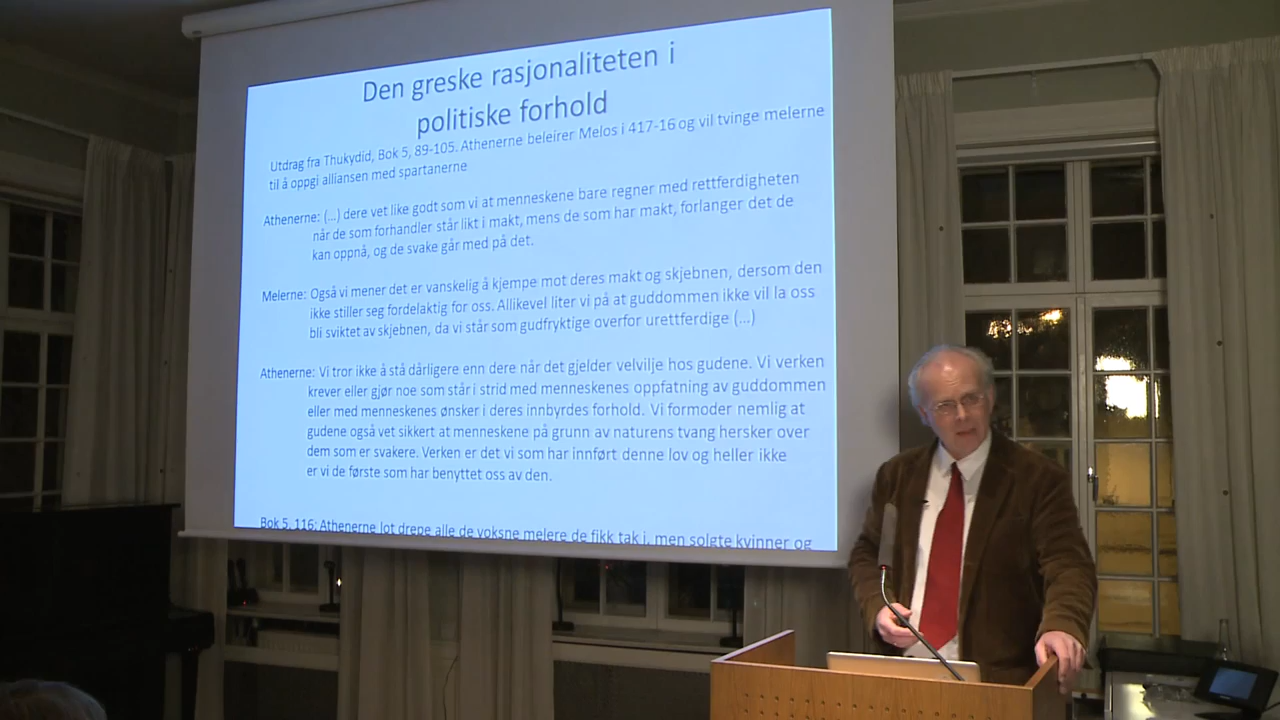 Den greske rasjonaliteten i
politiske forhold
Utdrag fra Thukydid, Bok 5, 89-105. Athenerne beleirer Melos i 417-16 og vil tvinge melerne
til å oppgi alliansen med spartanerne
Athenerne: (...) dere vet like godt som vi at menneskene bare regner med rettferdigheten
når de som forhandler står likt i makt, mens de som har makt, forlanger det de
kan oppnå, og de svake går med på det.
Melerne: Også vi mener det er vanskelig å kjempe mot deres makt og skjebnen, dersom den
ikke stiller seg fordelaktig for oss. Allikevel liter vi på at guddommen ikke vil la oss
bli sviktet av skjebnen, da vi står som gudfryktige overfor urettferdige (...)
Athenerne: Vi tror ikke å stå dårligere enn dere når det gjelder velvilje hos gudene. Vi verken
krever eller gjør noe som står i strid med menneskenes oppfatning av guddommen
eller med menneskenes ønsker i deres innbyrdes forhold. Vi formoder nemlig at
gudene også vet sikkert at menneskene på grunn av naturens tvang hersker over
dem som er svakere. Verken er det vi som har innført denne lov og heller ikke
er vi de første som har benyttet oss av den.
Bok 5, 116: Athenerne lot drepe alle de voksne melere de fikk tak i, men solgte kvinner og